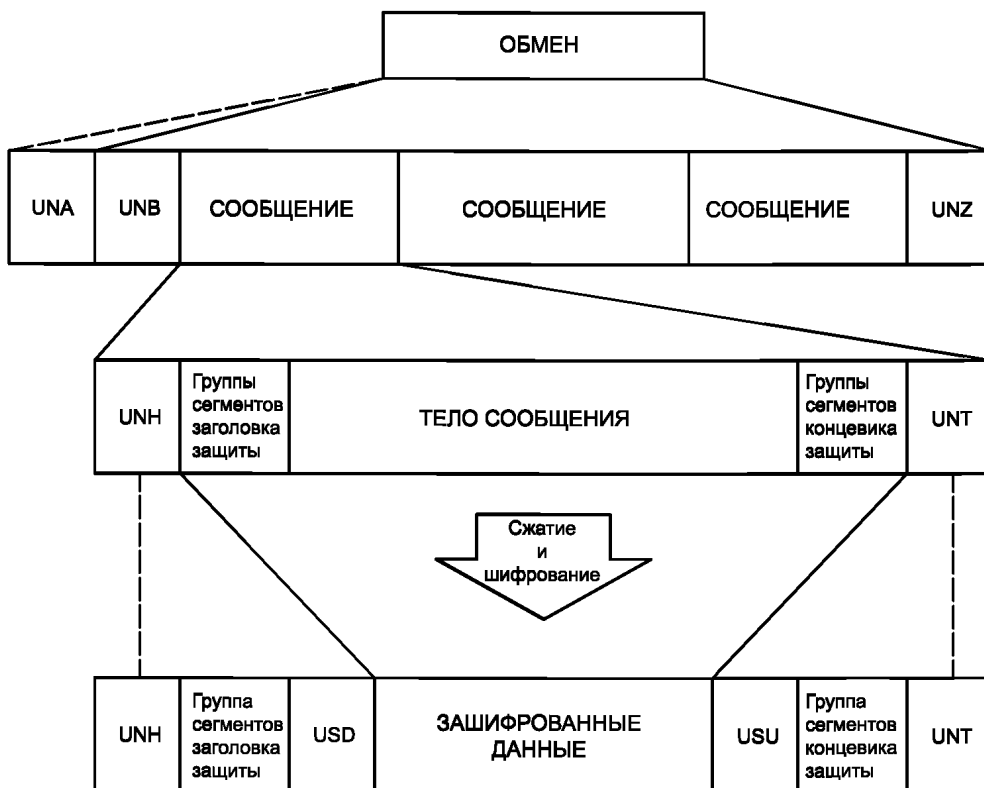 ОБМЕН
UNA UNB СООБЩЕНИЕ СООБЩЕНИЕ СООБЩЕНИЕ UNZ
UNH
Группы
сегментов
заголовка
защиты
ТЕЛО СООБЩЕНИЯ
Группы
сегментов
концевика
защиты
UNT
Сжатие
и
шифрование
UNH
Группа
сегментов
заголовка
защиты
USD
ЗАШИФРОВАННЫЕ
ДАННЫЕ
USU
Группа
сегментов
концевика
защиты
UNT